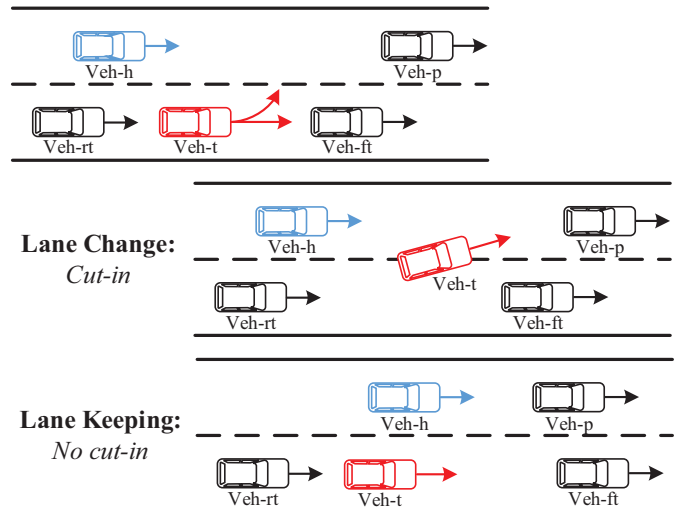 Veh-h
Veh-p
Veh-rt
Veh-t
Veh-ft
Lane Change:
Cut-in
Veh-h
Veh-p
Veh-t
Veh-rt
Veh-ft
Lane Keeping:
No cut-in
Veh-h
Veh-p
Veh-rt
Veh-t
Veh-ft